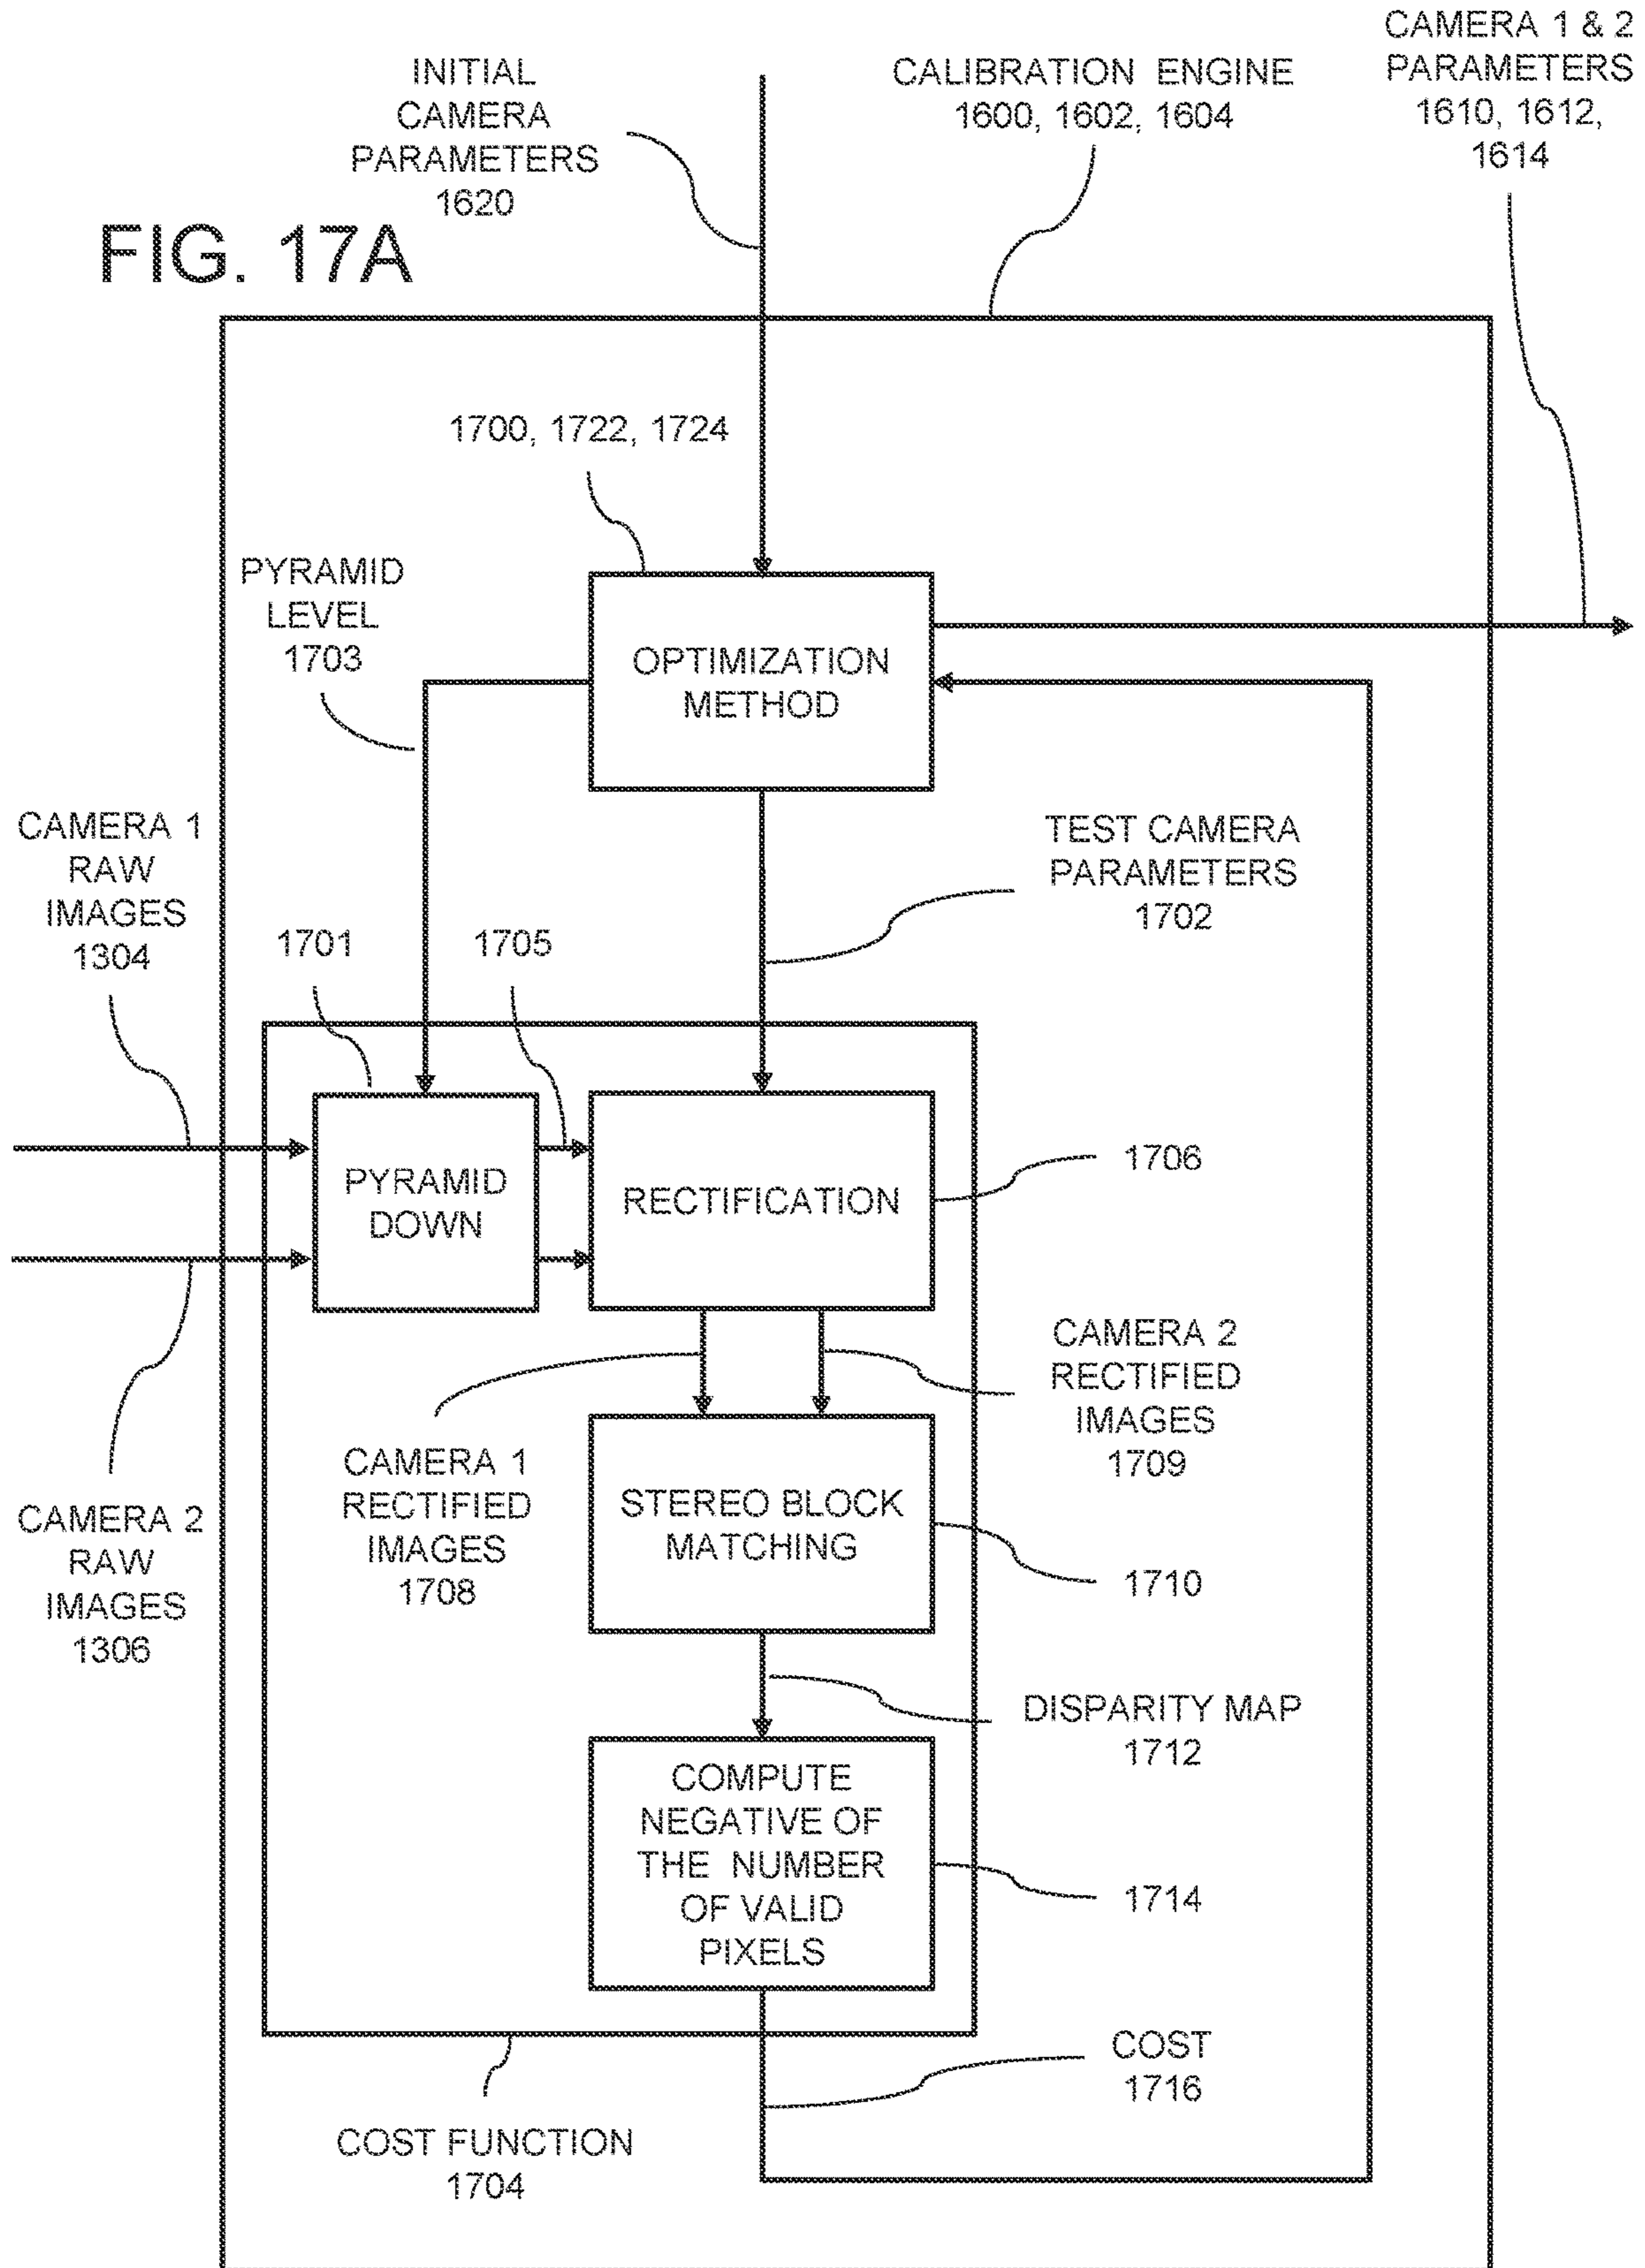 CAMERA 1 & 2
PARAMETERS
1610, 1612,
1614
INITIAL
CAMERA
PARAMETERS
1620
CALIBRATION ENGINE
1600, 1602, 1604
FIG. 17A
1700, 1722, 1724
PYRAMID
LEVEL
1703
OPTIMIZATION
METHOD
CAMERA 1
RAW
IMAGES
1304
TEST CAMERA
PARAMETERS
1702
1701
1705
PYRAMID
DOWN
RECTIFICATION
1706
CAMERA 2
RECTIFIED
IMAGES
1709
CAMERA 1
RECTIFIED
IMAGES
1708
STEREO BLOCK
MATCHING
CAMERA 2
RAW
IMAGES
1306
1710
DISPARITY MAP
1712
COMPUTE
NEGATIVE OF
THE NUMBER
OF VALID
PIXELS
1714
COST
1716
COST FUNCTION
1704